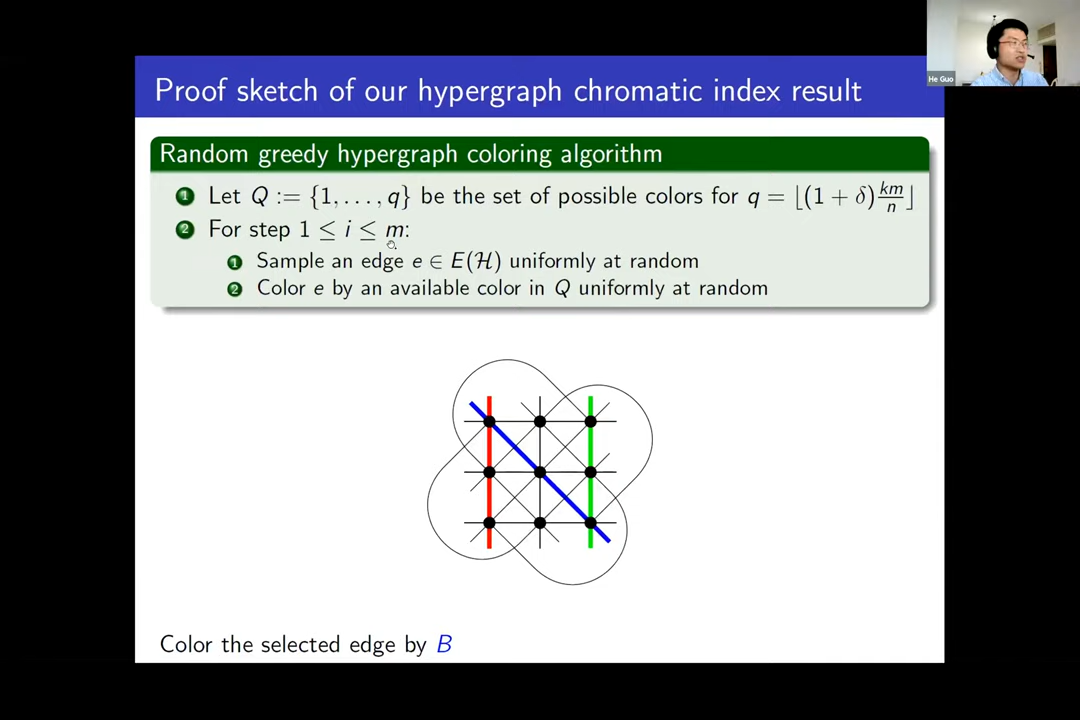 He Guo
Proof sketch of our hypergraph chromatic index result
Random greedy hypergraph coloring algorithm
1 Let Q := {1, . . . , q} be the set of possible colors for q = ⌊(1 + δ) km/n⌋
2 For step 1 ≤ i ≤ m:
1 Sample an edge e ∈ E(ℋ) uniformly at random
2 Color e by an available color in Q uniformly at random
Color the selected edge by B